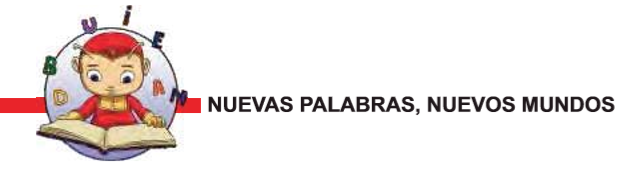 B U i E
D A N
NUEVAS PALABRAS, NUEVOS MUNDOS